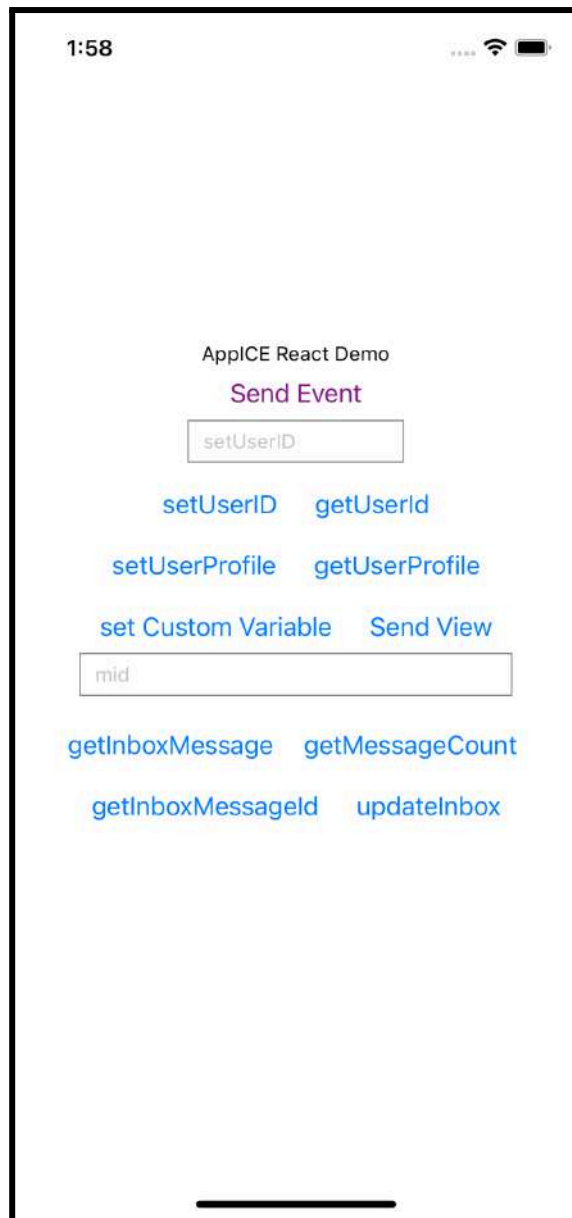 1:58
AppICE React Demo
Send Event
setUserID
setUserID getUserId
setUserProfile getUserProfile
set Custom Variable Send View
mid
getInboxMessage getMessageCount
getInboxMessageId updateInbox